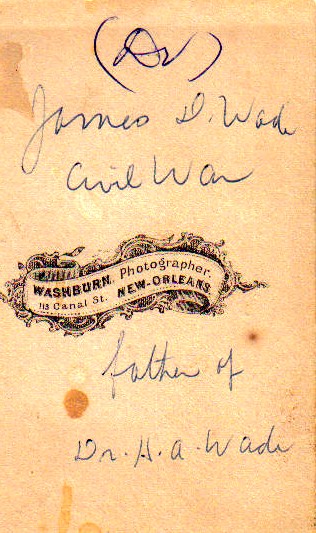 (Dr)
James D. Wade
Civil War
WASHBURN, Photographer,
113 Canal St. NEW-ORLEANS
father of
Dr. H. A. Wade